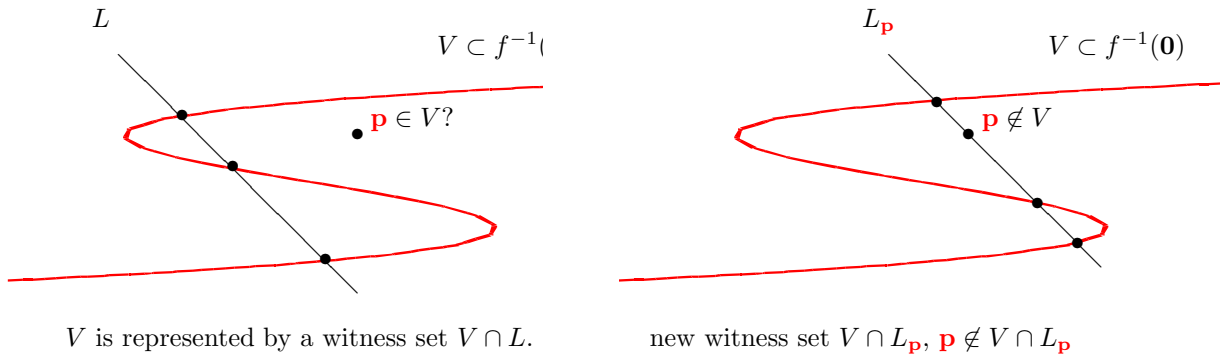 L
V ⊂ f⁻¹(
p ∈ V?
V is represented by a witness set V ∩ L.
L_p
V ⊂ f⁻¹(0)
p ∉ V
new witness set V ∩ L_p, p ∉ V ∩ L_p